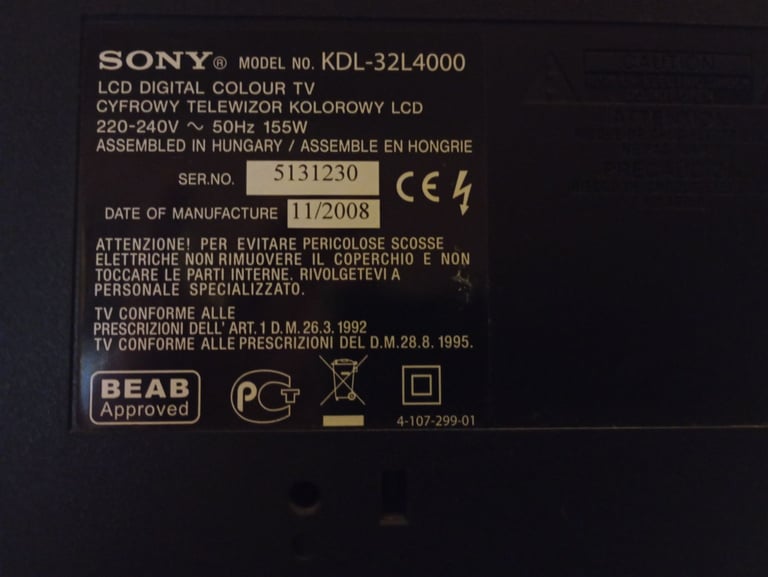 SONY® MODEL NO. KDL-32L4000
LCD DIGITAL COLOUR TV
CYFROWY TELEWIZOR KOLOROWY LCD
220-240V ~ 50Hz 155W
ASSEMBLED IN HUNGARY / ASSEMBLE EN HONGRIE
SER.NO. 5131230
CE
DATE OF MANUFACTURE 11/2008
ATTENZIONE! PER EVITARE PERICOLOSE SCOSSE
ELETTRICHE NON RIMUOVERE IL COPERCHIO E NON
TOCCARE LE PARTI INTERNE. RIVOLGETEVI A
PERSONALE SPECIALIZZATO.
TV CONFORME ALLE
PRESCRIZIONI DELL' ART. 1 D.M. 26.3. 1992
TV CONFORME ALLE PRESCRIZIONI DEL D.M.28.8. 1995.
BEAB
Approved
PCT
4-107-299-01
CAUTION